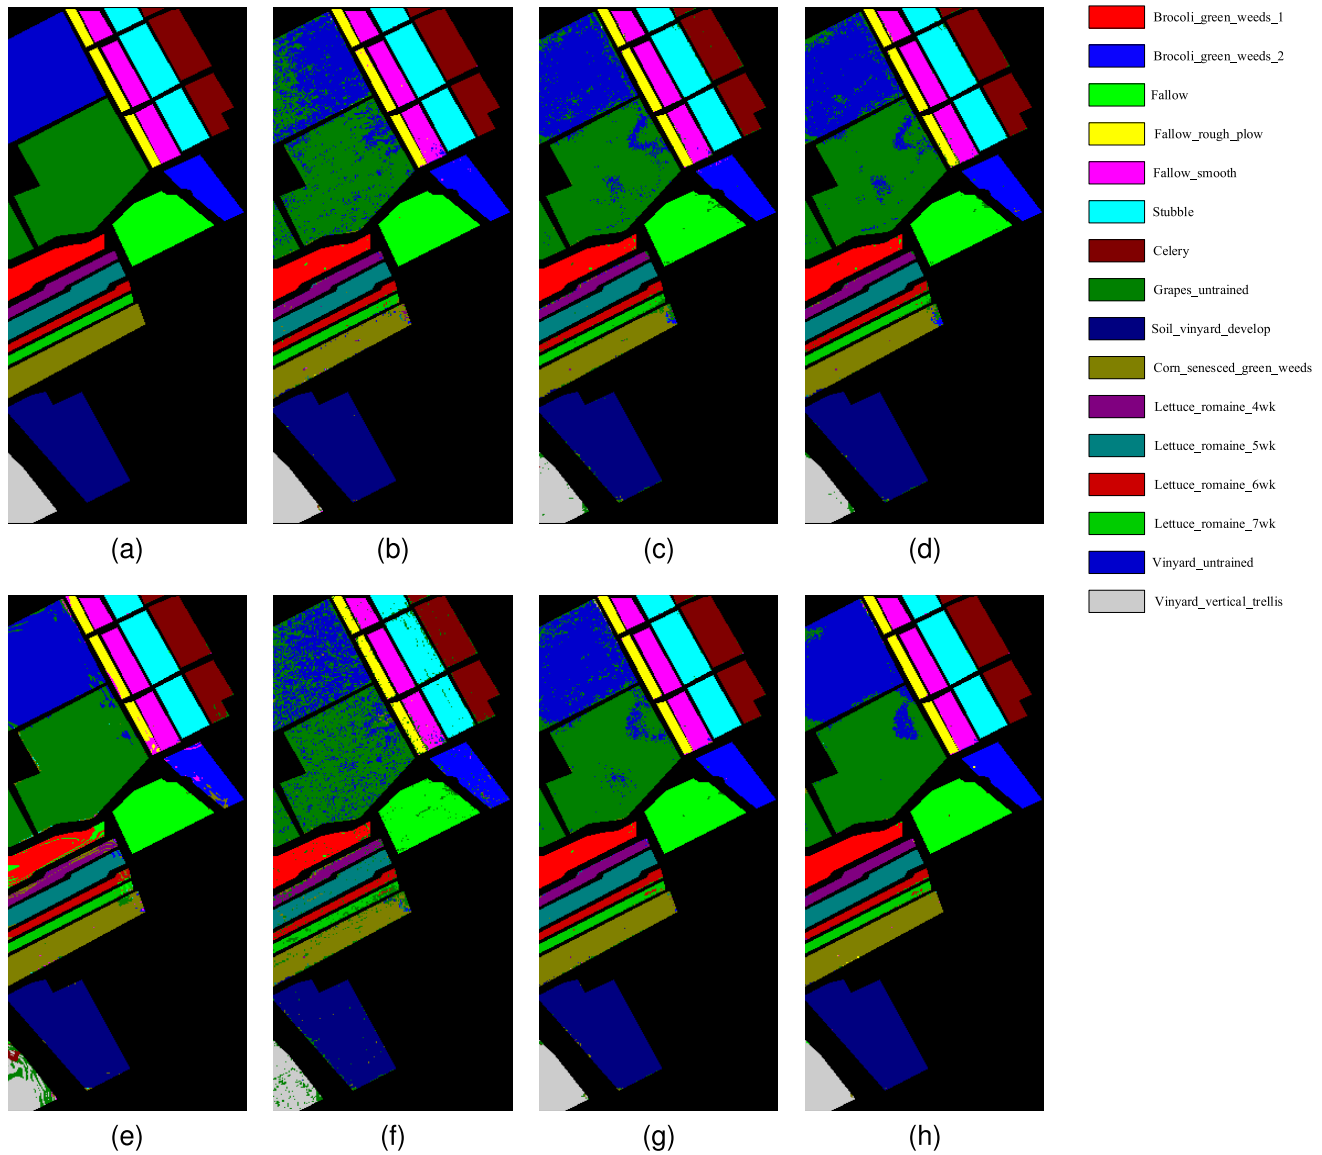 Brocoli_green_weeds_1
Brocoli_green_weeds_2
Fallow
Fallow_rough_plow
Fallow_smooth
Stubble
Celery
Grapes_untrained
Soil_vinyard_develop
Corn_senesced_green_weeds
Lettuce_romaine_4wk
Lettuce_romaine_5wk
Lettuce_romaine_6wk
Lettuce_romaine_7wk
Vinyard_untrained
Vinyard_vertical_trellis
(a) (b) (c) (d)
(e) (f) (g) (h)